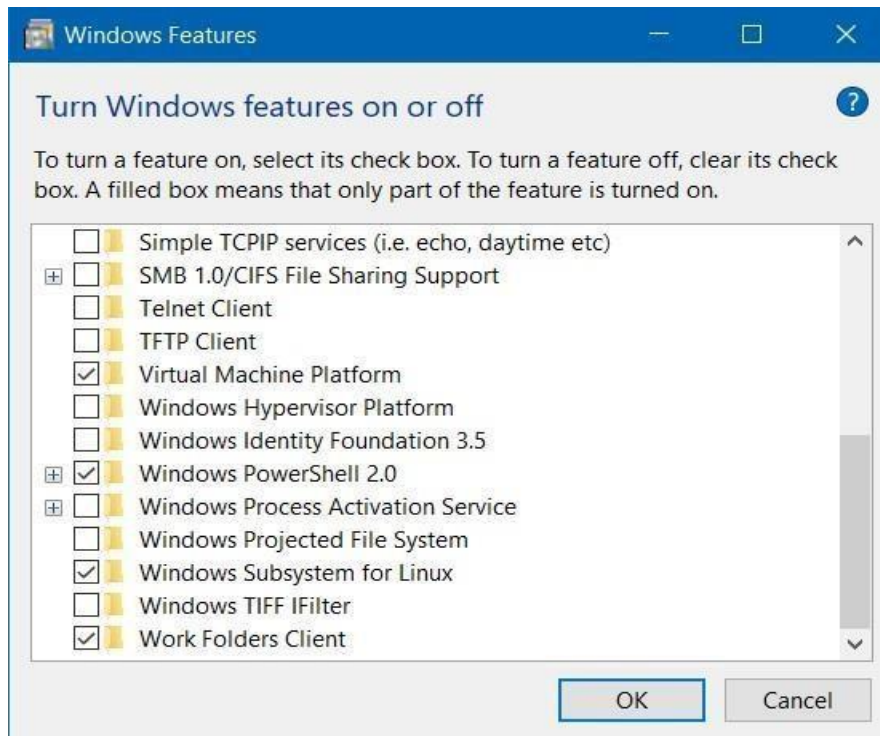 Windows Features
Turn Windows features on or off
?
To turn a feature on, select its check box. To turn a feature off, clear its check
box. A filled box means that only part of the feature is turned on.
Simple TCPIP services (i.e. echo, daytime etc)
SMB 1.0/CIFS File Sharing Support
Telnet Client
TFTP Client
Virtual Machine Platform
Windows Hypervisor Platform
Windows Identity Foundation 3.5
Windows PowerShell 2.0
Windows Process Activation Service
Windows Projected File System
Windows Subsystem for Linux
Windows TIFF IFilter
Work Folders Client
OK Cancel